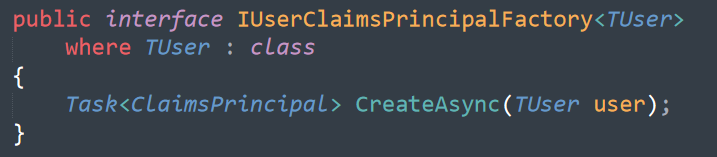 public interface IUserClaimsPrincipalFactory<TUser>
    where TUser : class
{
    Task<ClaimsPrincipal> CreateAsync(TUser user);
}